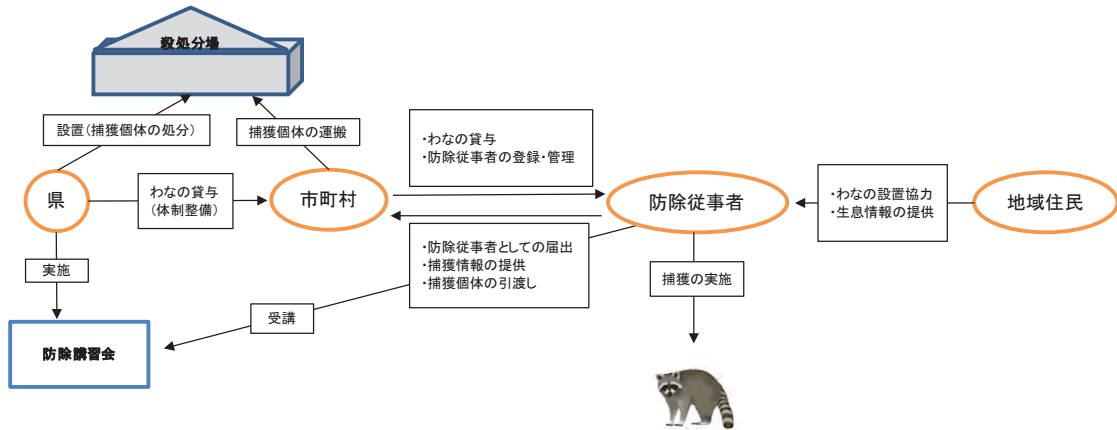 殺処分場
設置(捕獲個体の処分)
捕獲個体の運搬
・わなの貸与
・防除従事者の登録・管理
県
わなの貸与
(体制整備)
市町村
防除従事者
・わなの設置協力
・生息情報の提供
地域住民
・防除従事者としての届出
・捕獲情報の提供
・捕獲個体の引渡し
実施
捕獲の実施
受講
防除講習会